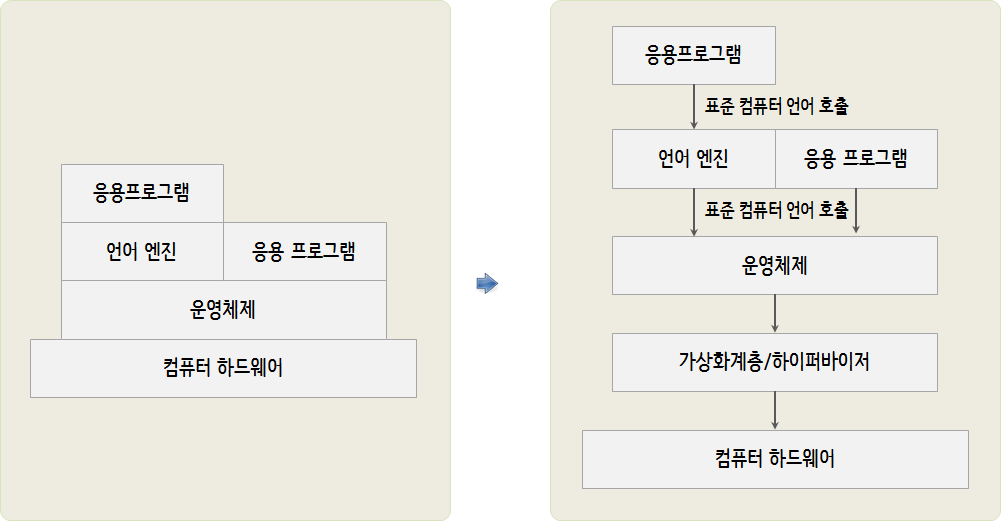 응용프로그램
언어 엔진
응용 프로그램
운영체제
컴퓨터 하드웨어
응용프로그램
표준 컴퓨터 언어 호출
언어 엔진
응용 프로그램
표준 컴퓨터 언어 호출
운영체제
가상화계층/하이퍼바이저
컴퓨터 하드웨어